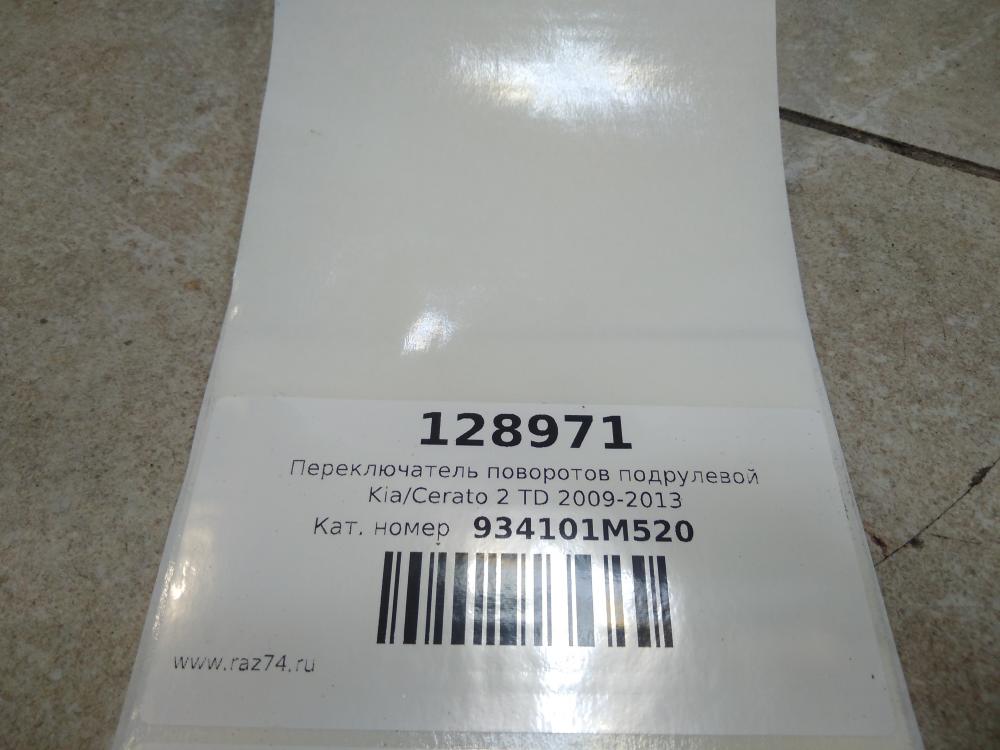 128971
Переключатель поворотов подрулевой
Kia/Cerato 2 TD 2009-2013
Кат. номер 934101M520
www.raz74.ru